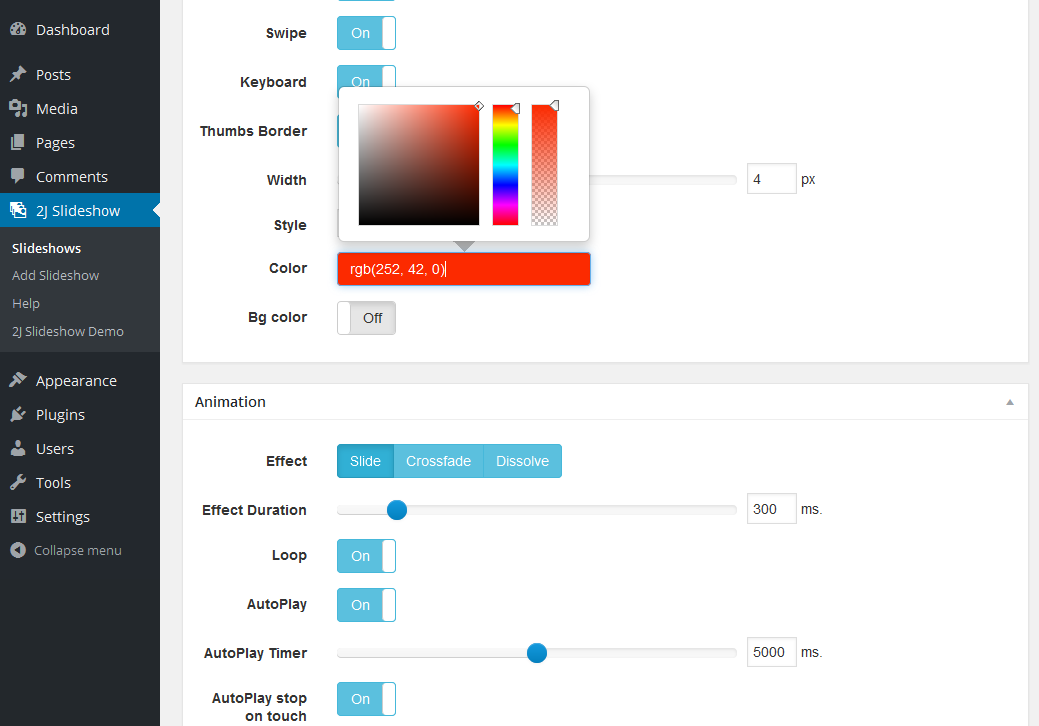 Dashboard
Posts
Media
Pages
Comments
2J Slideshow
Slideshows
Add Slideshow
Help
2J Slideshow Demo
Appearance
Plugins
Users
Tools
Settings
Collapse menu
Swipe On
Keyboard On
Thumbs Border
Width 4 px
Style
Color rgb(252, 42, 0)
Bg color Off
Animation
Effect Slide Crossfade Dissolve
Effect Duration 300 ms.
Loop On
AutoPlay On
AutoPlay Timer 5000 ms.
AutoPlay stop On
on touch